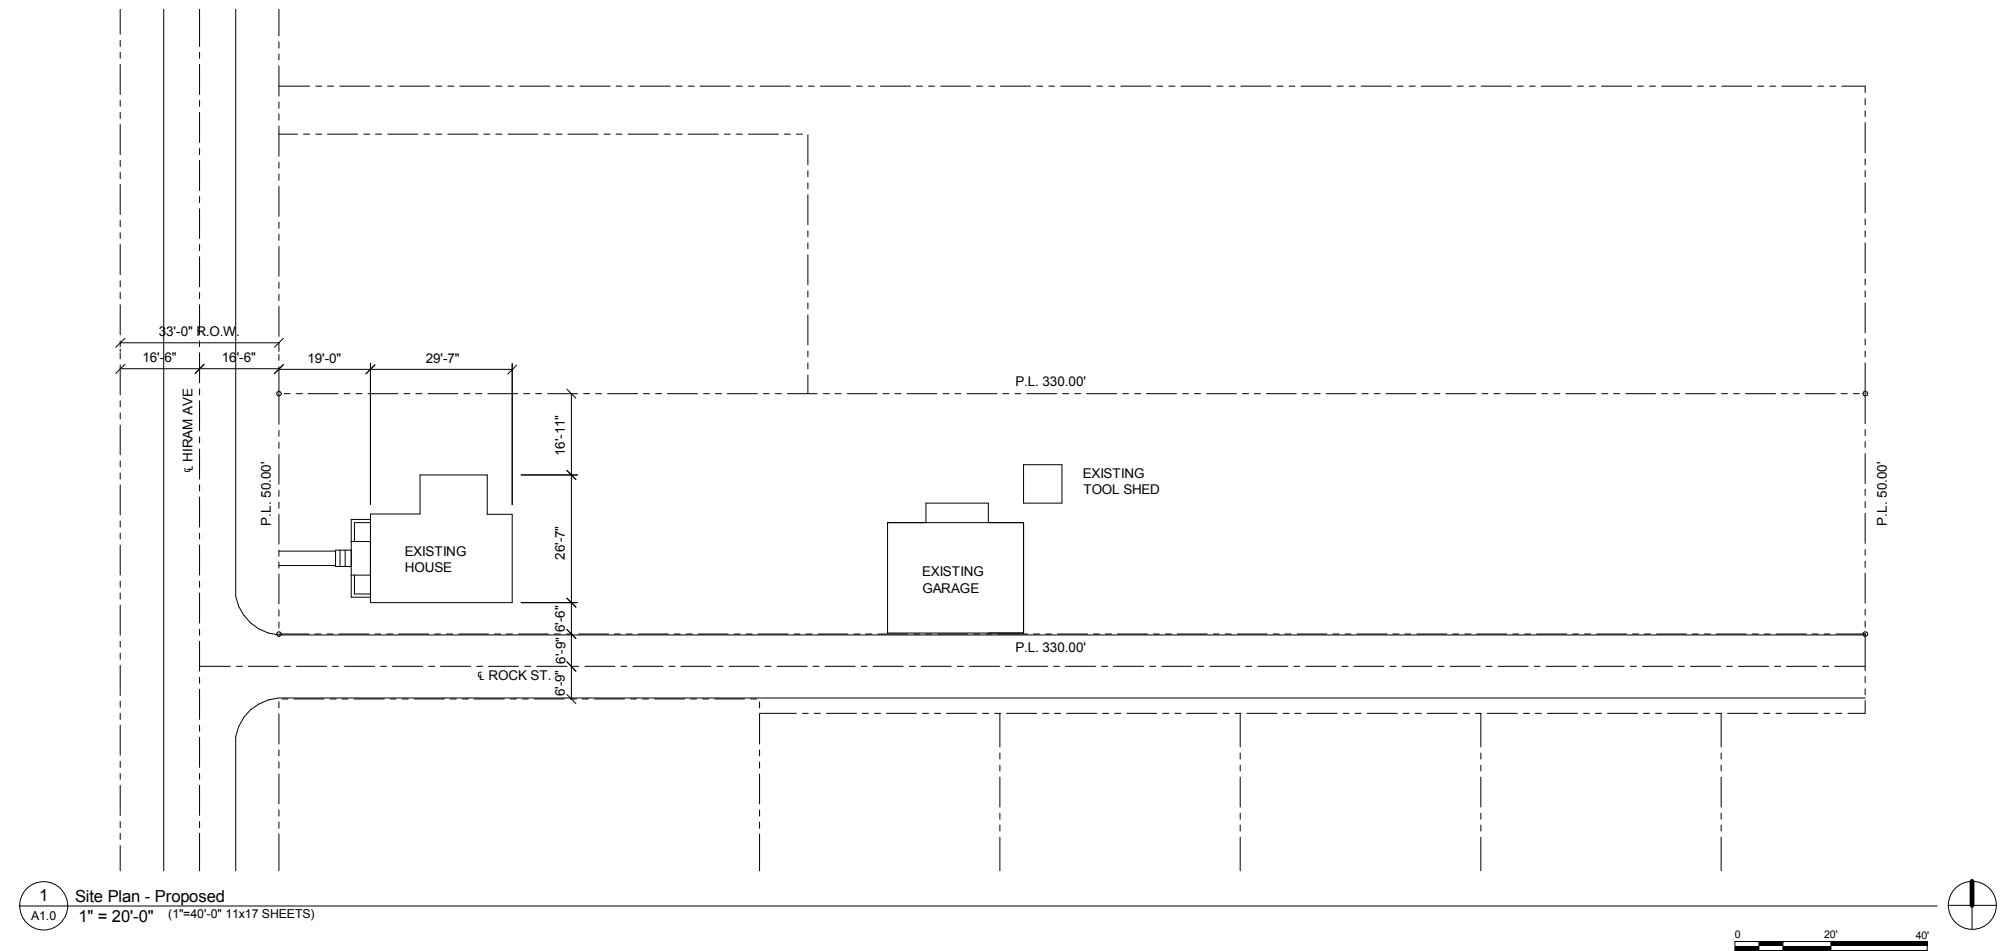 33'-0" R.O.W.
16'-6"
16'-6"
19'-0"
29'-7"
℄ HIRAM AVE
P.L. 50.00'
P.L. 330.00'
16'-11"
26'-7"
6'-6"
6'-9"
6'-9"
EXISTING
HOUSE
EXISTING
TOOL SHED
EXISTING
GARAGE
P.L. 50.00'
P.L. 330.00'
℄ ROCK ST.
1
A1.0
Site Plan - Proposed
1" = 20'-0" (1"=40'-0" 11x17 SHEETS)
0 20' 40'